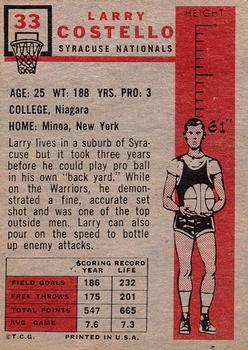 33
LARRY
COSTELLO
SYRACUSE NATIONALS
HEIGHT
6'1"
AGE: 25 WT: 188 YRS. PRO: 3
COLLEGE, Niagara
HOME: Minoa, New York
Larry lives in a suburb of Syra-
cuse but it took three years
before he could play pro ball
in his own "back yard." While
on the Warriors, he demon-
strated a fine, accurate set
shot and was one of the top
outside men. Larry can also
pour on the speed to bottle
up enemy attacks.
SCORING RECORD
YEAR LIFE
FIELD GOALS 186 232
FREE THROWS 175 201
TOTAL POINTS 547 665
AVG GAME 7.6 7.3
©T.C.G. PRINTED IN U.S.A.